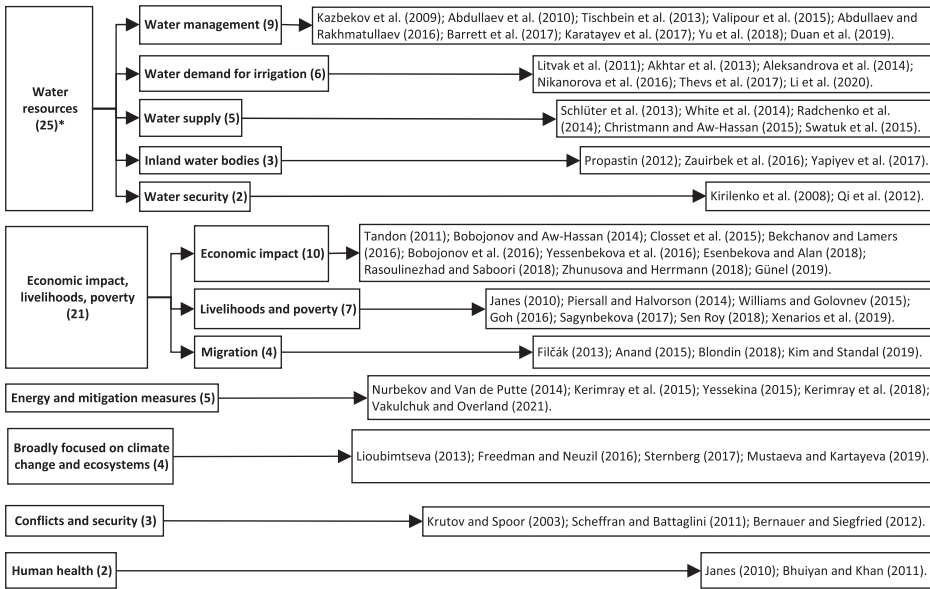 Water
resources
(25)*
Water management (9)
Kazbekov et al. (2009); Abdullaev et al. (2010); Tischbein et al. (2013); Valipour et al. (2015); Abdullaev and
Rakhmatullaev (2016); Barrett et al. (2017); Karatayev et al. (2017); Yu et al. (2018); Duan et al. (2019).
Water demand for irrigation (6)
Litvak et al. (2011); Akhtar et al. (2013); Aleksandrova et al. (2014);
Nikanorova et al. (2016); Thevs et al. (2017); Li et al. (2020).
Water supply (5)
Schlüter et al. (2013); White et al. (2014); Radchenko et al.
(2014); Christmann and Aw-Hassan (2015); Swatuk et al. (2015).
Inland water bodies (3)
Propastin (2012); Zauirbek et al. (2016); Yapiyev et al. (2017).
Water security (2)
Kirilenko et al. (2008); Qi et al. (2012).
Economic impact,
livelihoods, poverty
(21)
Economic impact (10)
Tandon (2011); Bobojonov and Aw-Hassan (2014); Closset et al. (2015); Bekchanov and Lamers
(2016); Bobojonov et al. (2016); Yessenbekova et al. (2016); Esenbekova and Alan (2018);
Rasoulinezhad and Saboori (2018); Zhunusova and Herrmann (2018); Günel (2019).
Livelihoods and poverty (7)
Janes (2010); Piersall and Halvorson (2014); Williams and Golovnev (2015);
Goh (2016); Sagynbekova (2017); Sen Roy (2018); Xenarios et al. (2019).
Migration (4)
Filčák (2013); Anand (2015); Blondin (2018); Kim and Standal (2019).
Energy and mitigation measures (5)
Nurbekov and Van de Putte (2014); Kerimray et al. (2015); Yessekina (2015); Kerimray et al. (2018);
Vakulchuk and Overland (2021).
Broadly focused on climate
change and ecosystems (4)
Lioubimtseva (2013); Freedman and Neuzil (2016); Sternberg (2017); Mustaeva and Kartayeva (2019).
Conflicts and security (3)
Krutov and Spoor (2003); Scheffran and Battaglini (2011); Bernauer and Siegfried (2012).
Human health (2)
Janes (2010); Bhuiyan and Khan (2011).